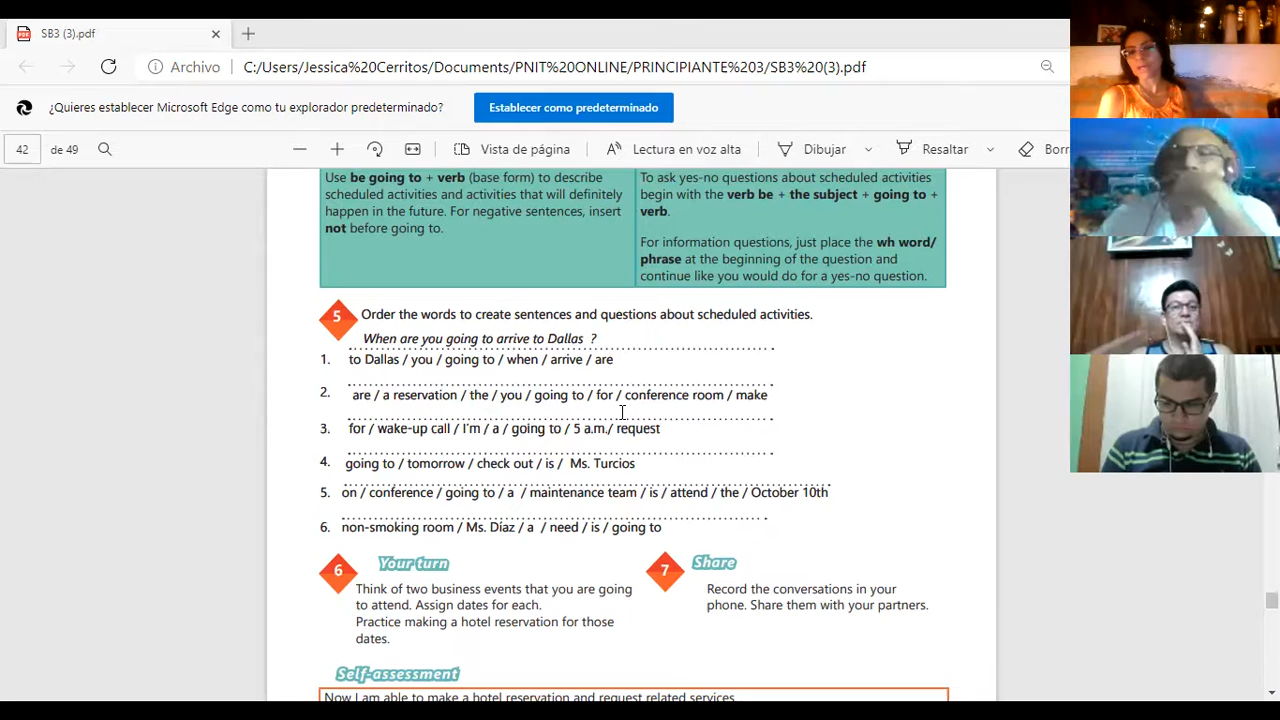 SB3 (3).pdf
Archivo C:/Users/Jessica%20Cerritos/Documents/PNIT%20ONLINE/PRINCIPIANTE%203/SB3%20(3).pdf
¿Quieres establecer Microsoft Edge como tu explorador predeterminado? Establecer como predeterminado
42 de 49 Vista de página Lectura en voz alta Dibujar Resaltar Borr
Use be going to + verb (base form) to describe
scheduled activities and activities that will definitely
happen in the future. For negative sentences, insert
not before going to.
To ask yes-no questions about scheduled activities
begin with the verb be + the subject + going to +
verb.
For information questions, just place the wh word/
phrase at the beginning of the question and
continue like you would do for a yes-no question.
5 Order the words to create sentences and questions about scheduled activities.
When are you going to arrive to Dallas ?
1. to Dallas / you / going to / when / arrive / are
2. are / a reservation / the / you / going to / for / conference room / make
3. for / wake-up call / I'm / a / going to / 5 a.m./ request
4. going to / tomorrow / check out / is / Ms. Turcios
5. on / conference / going to / a / maintenance team / is / attend / the / October 10th
6. non-smoking room / Ms. Díaz / a / need / is / going to
6 Your turn
Think of two business events that you are going
to attend. Assign dates for each.
Practice making a hotel reservation for those
dates.
7 Share
Record the conversations in your
phone. Share them with your partners.
Self-assessment
Now I am able to make a hotel reservation and request related services.